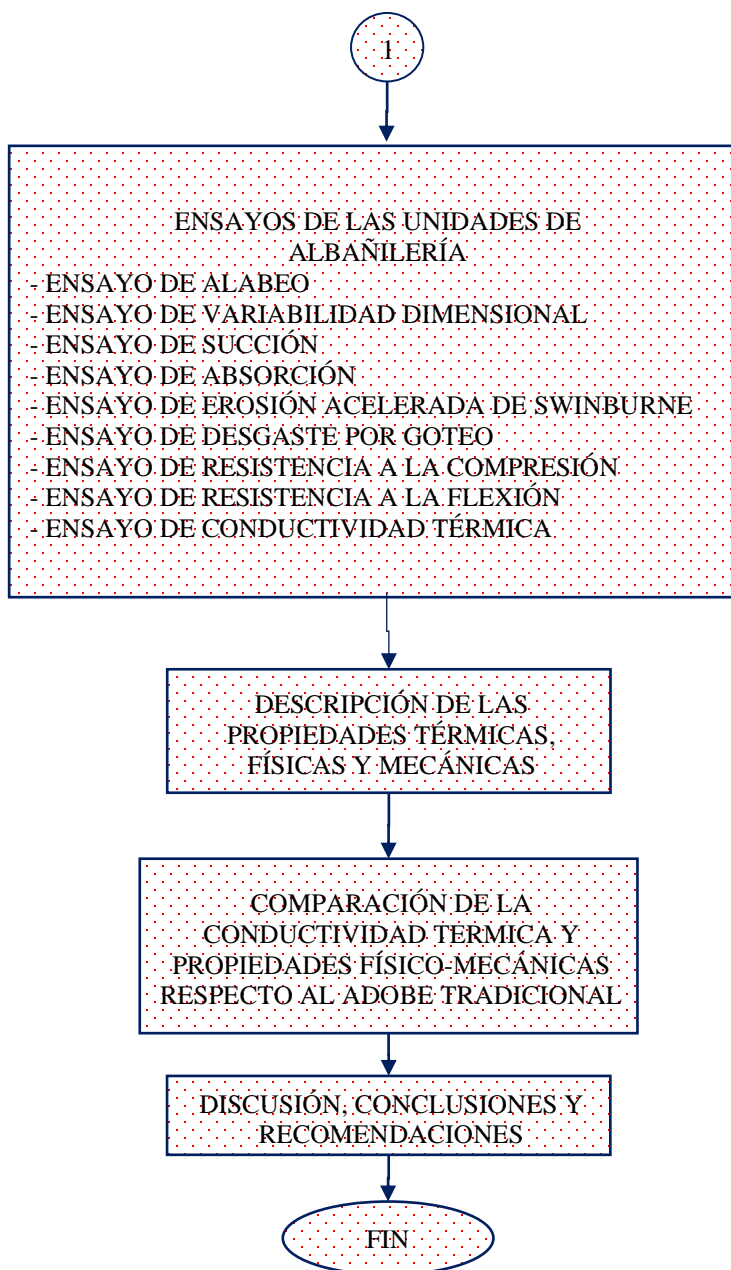 1
ENSAYOS DE LAS UNIDADES DE
ALBAÑILERÍA
- ENSAYO DE ALABEO
- ENSAYO DE VARIABILIDAD DIMENSIONAL
- ENSAYO DE SUCCIÓN
- ENSAYO DE ABSORCIÓN
- ENSAYO DE EROSIÓN ACELERADA DE SWINBURNE
- ENSAYO DE DESGASTE POR GOTEO
- ENSAYO DE RESISTENCIA A LA COMPRESIÓN
- ENSAYO DE RESISTENCIA A LA FLEXIÓN
- ENSAYO DE CONDUCTIVIDAD TÉRMICA
DESCRIPCIÓN DE LAS
PROPIEDADES TÉRMICAS,
FÍSICAS Y MECÁNICAS
COMPARACIÓN DE LA
CONDUCTIVIDAD TERMICA Y
PROPIEDADES FÍSICO-MECÁNICAS
RESPECTO AL ADOBE TRADICIONAL
DISCUSIÓN, CONCLUSIONES Y
RECOMENDACIONES
FIN